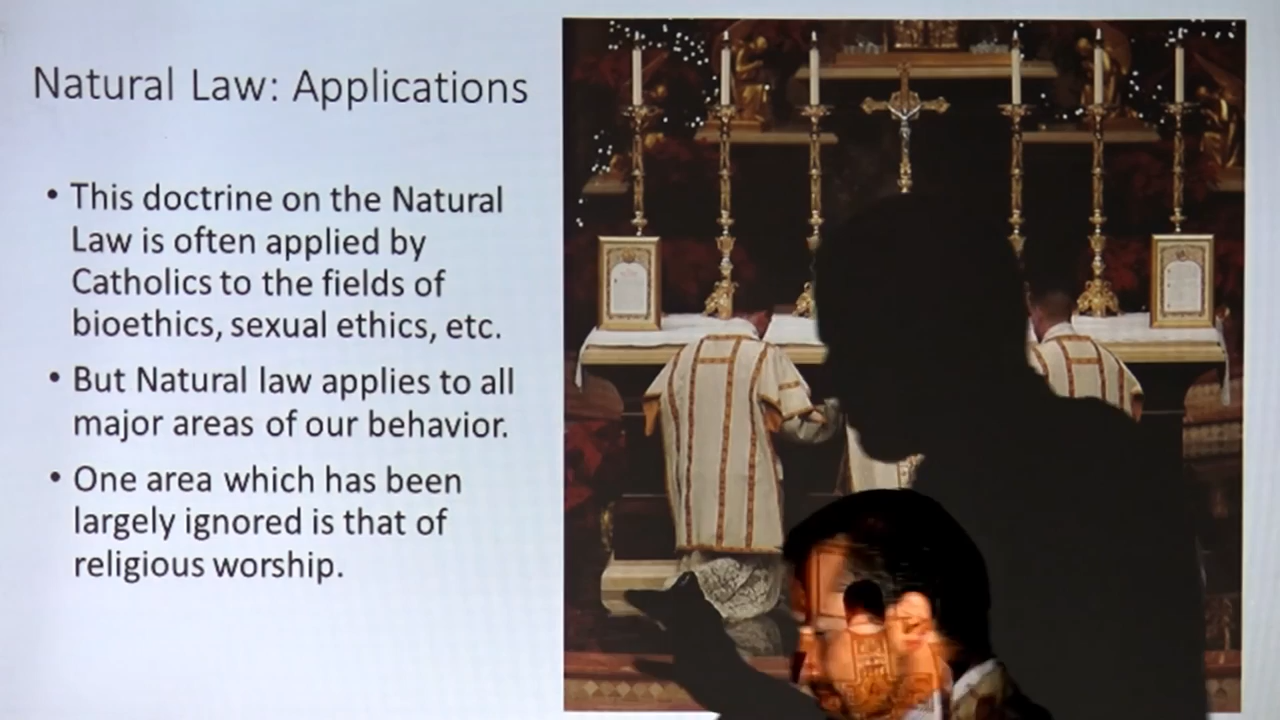 Natural Law: Applications
• This doctrine on the Natural
Law is often applied by
Catholics to the fields of
bioethics, sexual ethics, etc.
• But Natural law applies to all
major areas of our behavior.
• One area which has been
largely ignored is that of
religious worship.